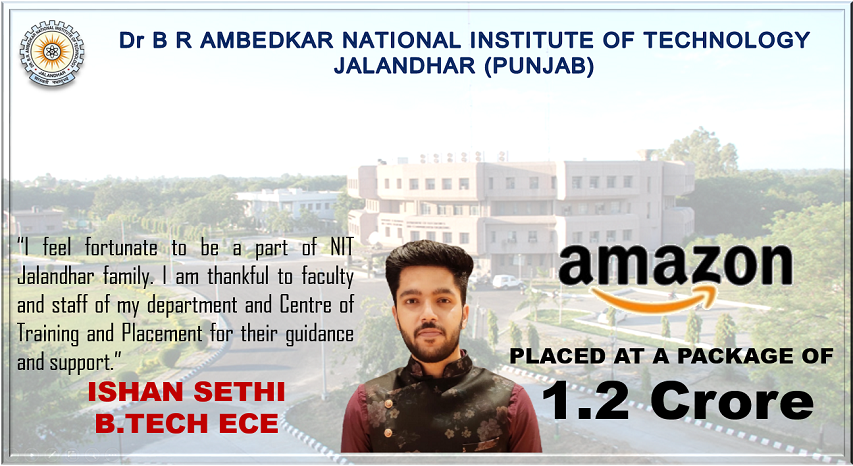 Dr B R AMBEDKAR NATIONAL INSTITUTE OF TECHNOLOGY
JALANDHAR (PUNJAB)
"I feel fortunate to be a part of NIT
Jalandhar family. I am thankful to faculty
and staff of my department and Centre of
Training and Placement for their guidance
and support."
ISHAN SETHI
B.TECH ECE
amazon
PLACED AT A PACKAGE OF
1.2 Crore